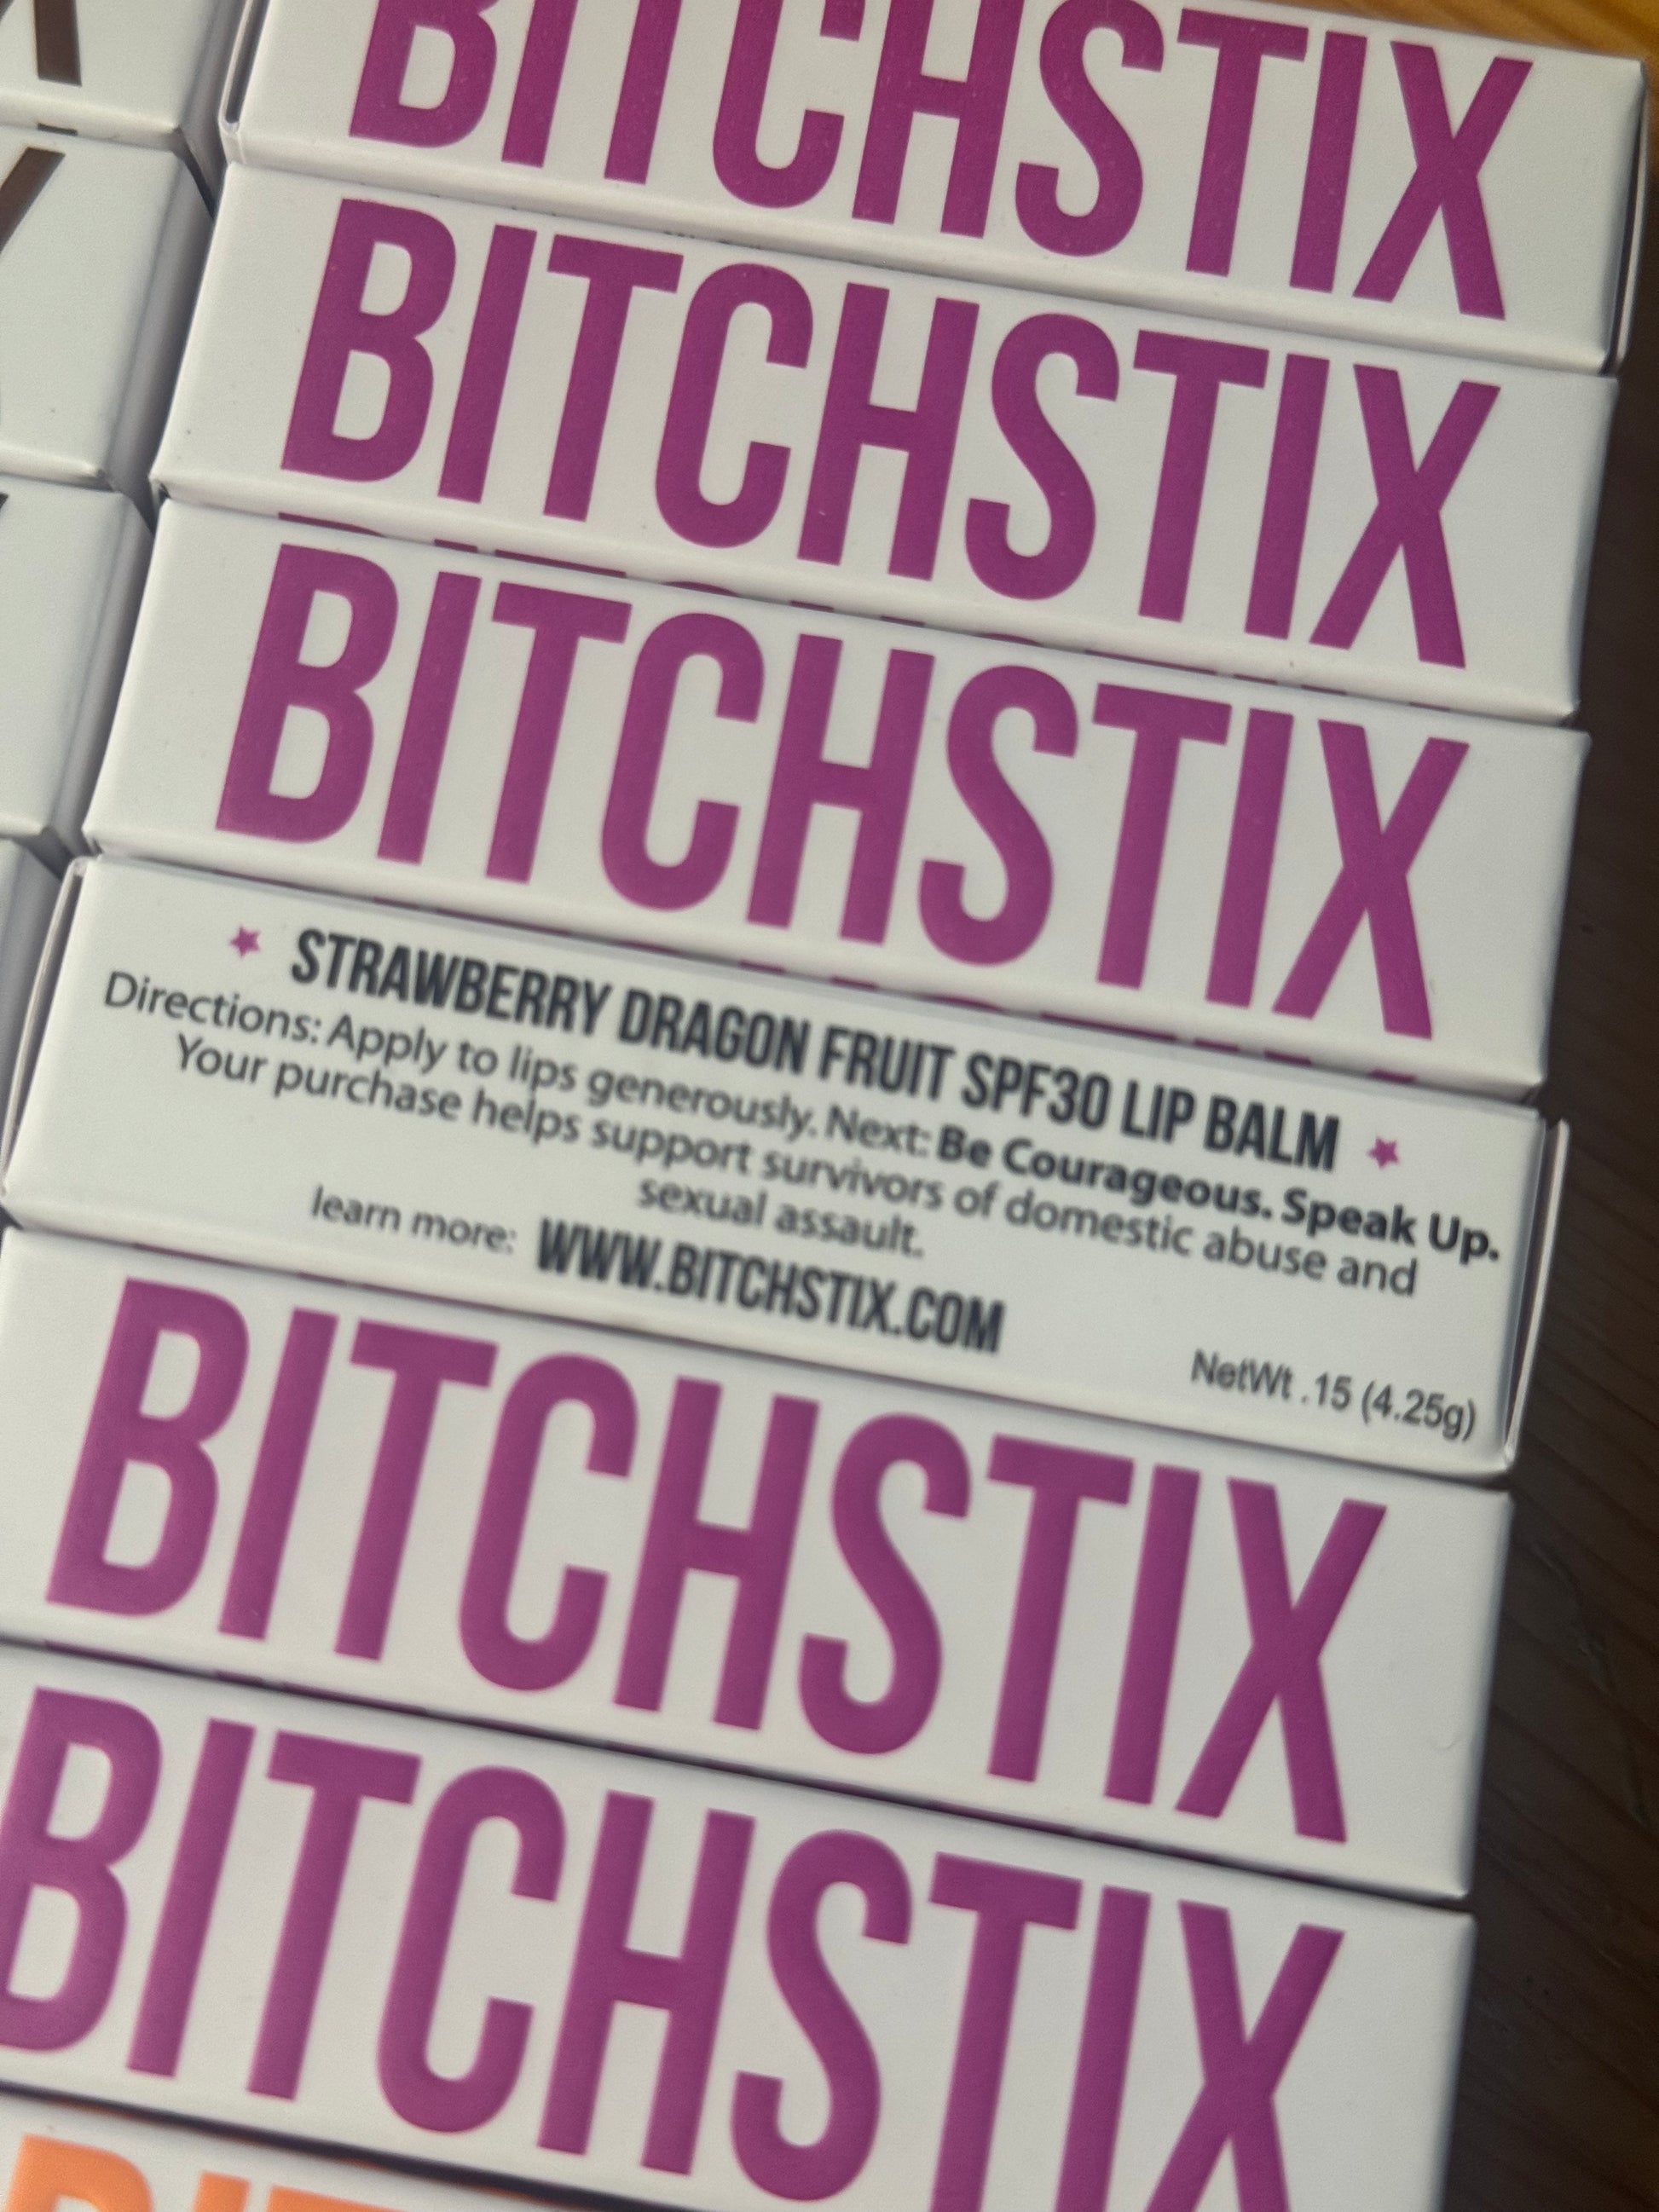 BITCHSTIX
BITCHSTIX
BITCHSTIX
STRAWBERRY DRAGON FRUIT SPF30 LIP BALM
Directions: Apply to lips generously. Next: Be Courageous. Speak Up.
Your purchase helps support survivors of domestic abuse and
sexual assault.
learn more: WWW.BITCHSTIX.COM
NetWt .15 (4.25g)
BITCHSTIX
BITCHSTIX